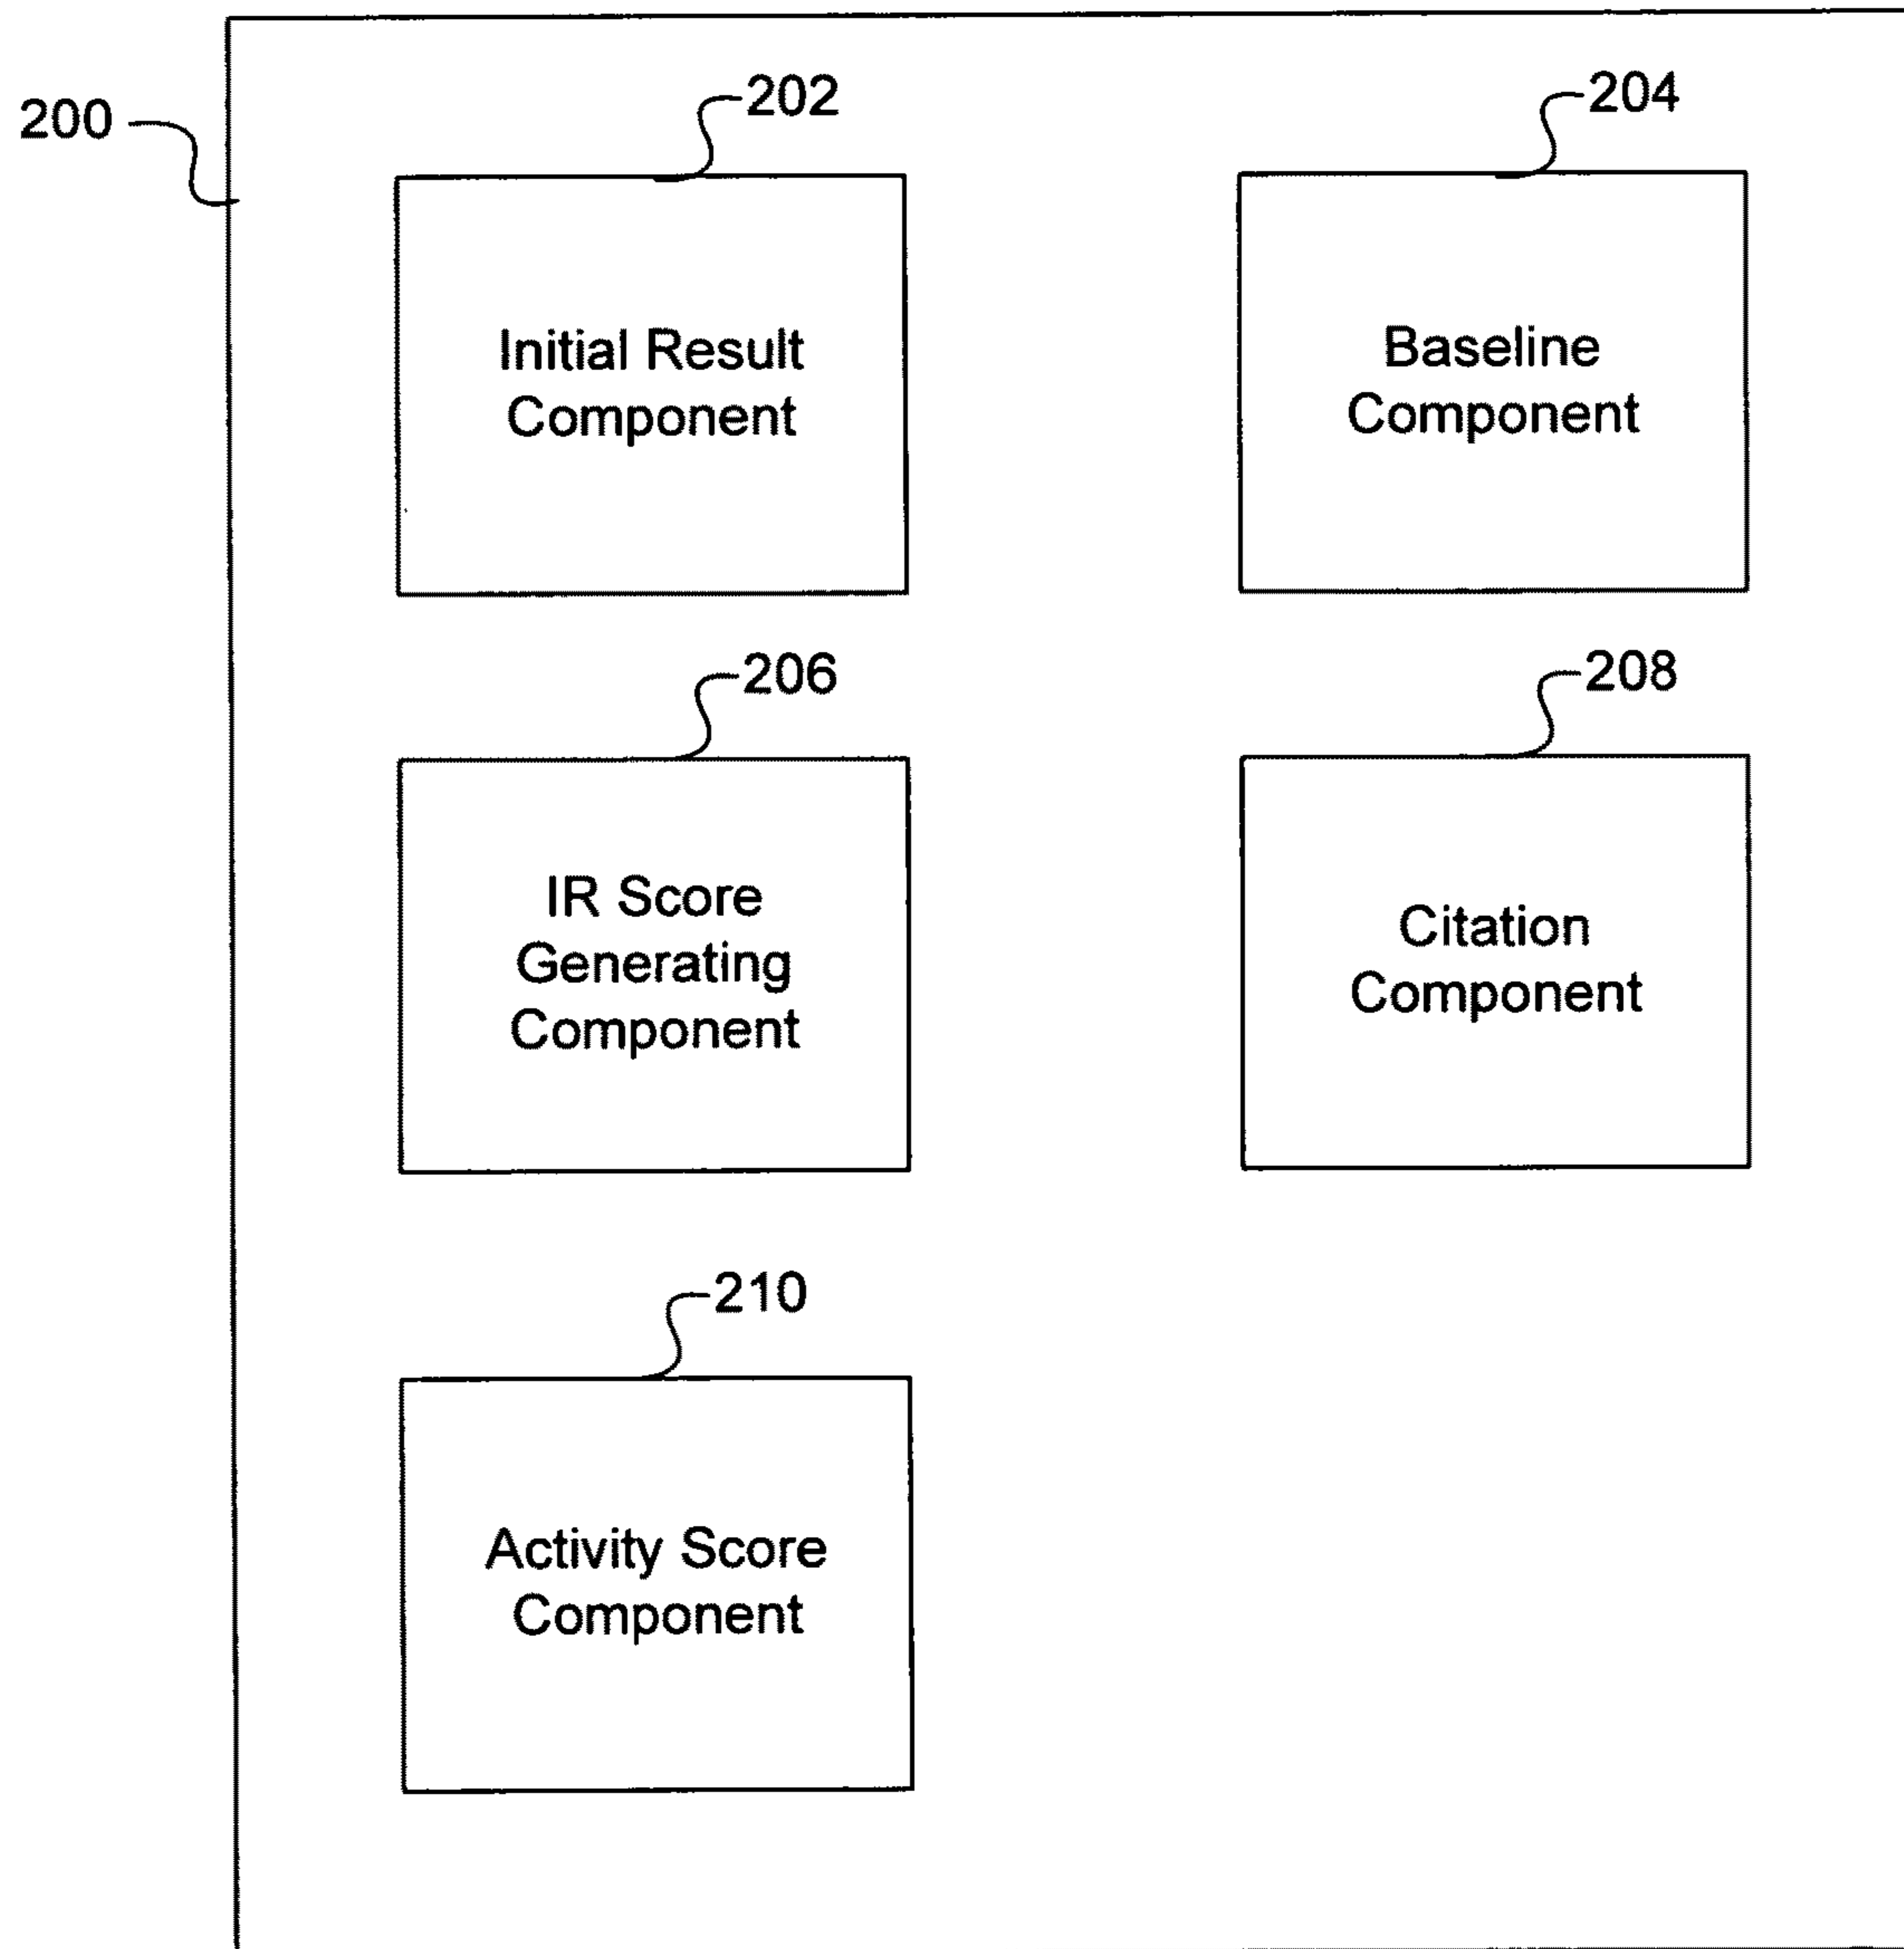 200
202
Initial Result
Component
204
Baseline
Component
206
IR Score
Generating
Component
208
Citation
Component
210
Activity Score
Component